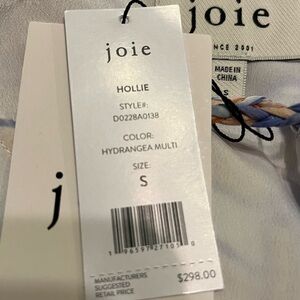 joie
HOLLIE
STYLE#:
D0228A0138
COLOR:
HYDRANGEA MULTI
SIZE:
S
MANUFACTURERS
SUGGESTED
RETAIL PRICE
$298.00
j
joie
NCE 2001
MADE IN
CHINA
S